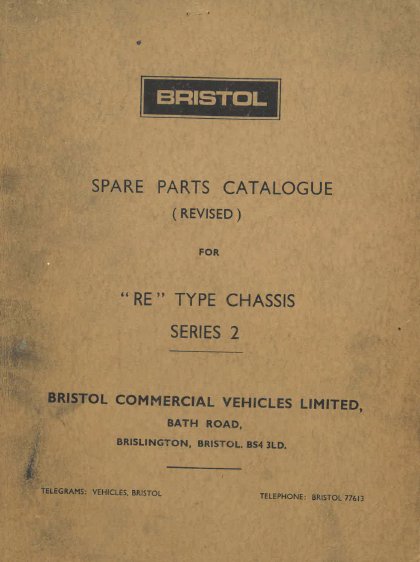 BRISTOL
SPARE PARTS CATALOGUE
(REVISED)
FOR
"RE" TYPE CHASSIS
SERIES 2
BRISTOL COMMERCIAL VEHICLES LIMITED,
BATH ROAD,
BRISLINGTON, BRISTOL. BS4 3LD.
TELEGRAMS: VEHICLES, BRISTOL
TELEPHONE: BRISTOL 77613